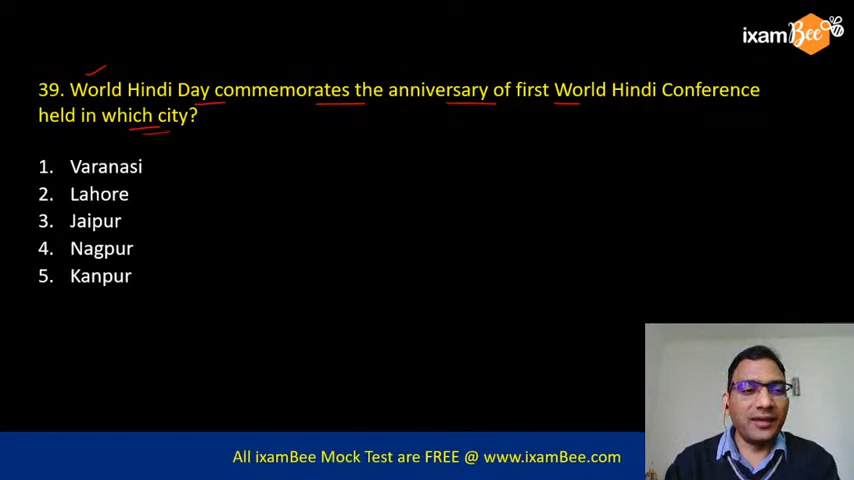 ixamBee
39. World Hindi Day commemorates the anniversary of first World Hindi Conference
held in which city?
1. Varanasi
2. Lahore
3. Jaipur
4. Nagpur
5. Kanpur
All ixamBee Mock Test are FREE @ www.ixamBee.com